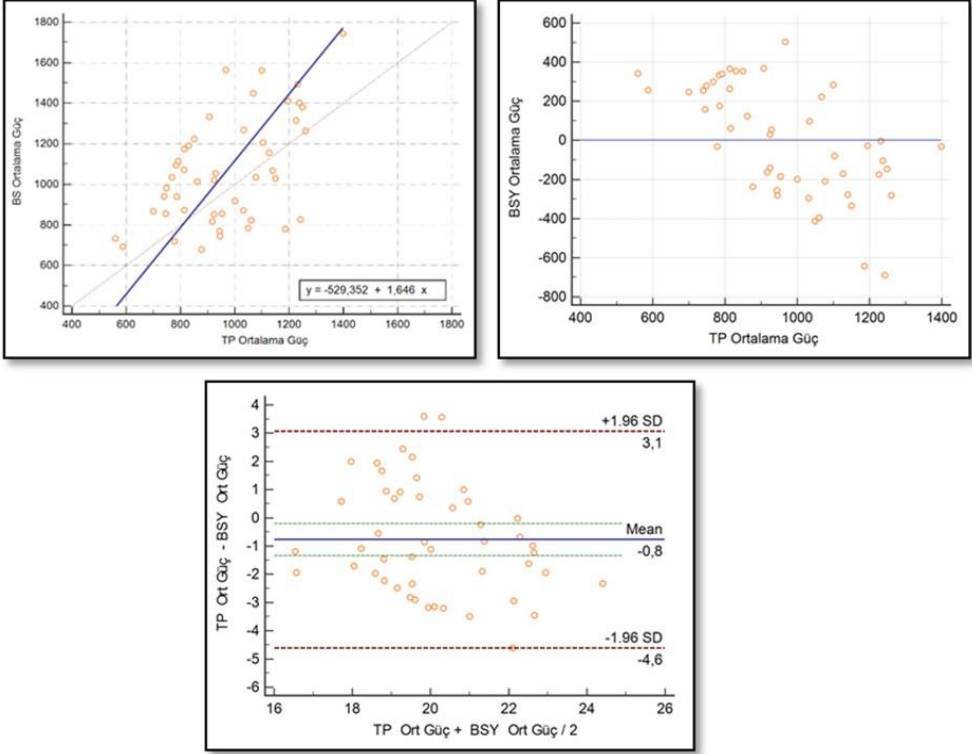 1800
1600
1400
1200
1000
800
600
400
BS Ortalama Güç
y = -529,352 + 1,646 x
400 600 800 1000 1200 1400 1600 1800
TP Ortalama Güç
600
400
200
0
-200
-400
-600
-800
BSY Ortalama Güç
400 600 800 1000 1200 1400
TP Ortalama Güç
4
3
2
1
0
-1
-2
-3
-4
-5
-6
TP Ort Güç - BSY Ort Güç
+1.96 SD
3,1
Mean
-0,8
-1.96 SD
-4,6
16 18 20 22 24 26
TP Ort Güç + BSY Ort Güç / 2